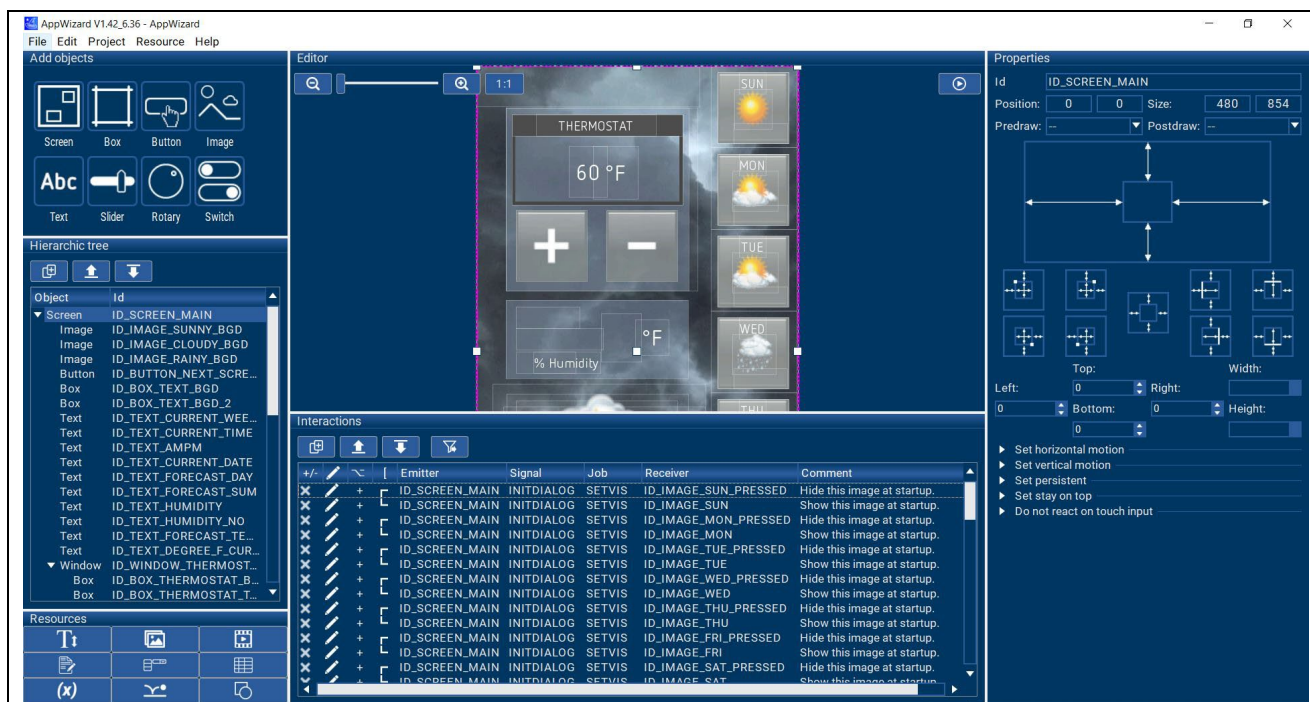 AppWizard V1.42_6.36 - AppWizard
File Edit Project Resource Help
Add objects
Screen Box Button Image
Abc
Text Slider Rotary Switch
Hierarchic tree
Object Id
Screen ID_SCREEN_MAIN
Image ID_IMAGE_SUNNY_BGD
Image ID_IMAGE_CLOUDY_BGD
Image ID_IMAGE_RAINY_BGD
Button ID_BUTTON_NEXT_SCRE...
Box ID_BOX_TEXT_BGD
Box ID_BOX_TEXT_BGD_2
Text ID_TEXT_CURRENT_WEE...
Text ID_TEXT_CURRENT_TIME
Text ID_TEXT_AMPM
Text ID_TEXT_CURRENT_DATE
Text ID_TEXT_FORECAST_DAY
Text ID_TEXT_FORECAST_SUM
Text ID_TEXT_HUMIDITY
Text ID_TEXT_HUMIDITY_NO
Text ID_TEXT_FORECAST_TE...
Text ID_TEXT_DEGREE_F_CUR...
Window ID_WINDOW_THERMOST...
Box ID_BOX_THERMOSTAT_B...
Box ID_BOX_THERMOSTAT_T...
Resources
(x)
Editor
1:1
THERMOSTAT
60 °F
°F
% Humidity
SUN
MON
TUE
WED
THU
Interactions
+/- [ Emitter Signal Job Receiver Comment
+ ID_SCREEN_MAIN INITDIALOG SETVIS ID_IMAGE_SUN_PRESSED Hide this image at startup.
+ ID_SCREEN_MAIN INITDIALOG SETVIS ID_IMAGE_SUN Show this image at startup.
+ ID_SCREEN_MAIN INITDIALOG SETVIS ID_IMAGE_MON_PRESSED Hide this image at startup.
+ ID_SCREEN_MAIN INITDIALOG SETVIS ID_IMAGE_MON Show this image at startup.
+ ID_SCREEN_MAIN INITDIALOG SETVIS ID_IMAGE_TUE_PRESSED Hide this image at startup.
+ ID_SCREEN_MAIN INITDIALOG SETVIS ID_IMAGE_TUE Show this image at startup.
+ ID_SCREEN_MAIN INITDIALOG SETVIS ID_IMAGE_WED_PRESSED Hide this image at startup.
+ ID_SCREEN_MAIN INITDIALOG SETVIS ID_IMAGE_WED Show this image at startup.
+ ID_SCREEN_MAIN INITDIALOG SETVIS ID_IMAGE_THU_PRESSED Hide this image at startup.
+ ID_SCREEN_MAIN INITDIALOG SETVIS ID_IMAGE_THU Show this image at startup.
+ ID_SCREEN_MAIN INITDIALOG SETVIS ID_IMAGE_FRI_PRESSED Hide this image at startup.
+ ID_SCREEN_MAIN INITDIALOG SETVIS ID_IMAGE_FRI Show this image at startup.
+ ID_SCREEN_MAIN INITDIALOG SETVIS ID_IMAGE_SAT_PRESSED Hide this image at startup.
+ ID_SCREEN_MAIN INITDIALOG SETVIS ID_IMAGE_SAT Show this image at startup.
Properties
Id ID_SCREEN_MAIN
Position: 0 0 Size: 480 854
Predraw: -- Postdraw: --
Top: Width:
Left: 0 Right:
0 Bottom: 0 Height:
0
Set horizontal motion
Set vertical motion
Set persistent
Set stay on top
Do not react on touch input